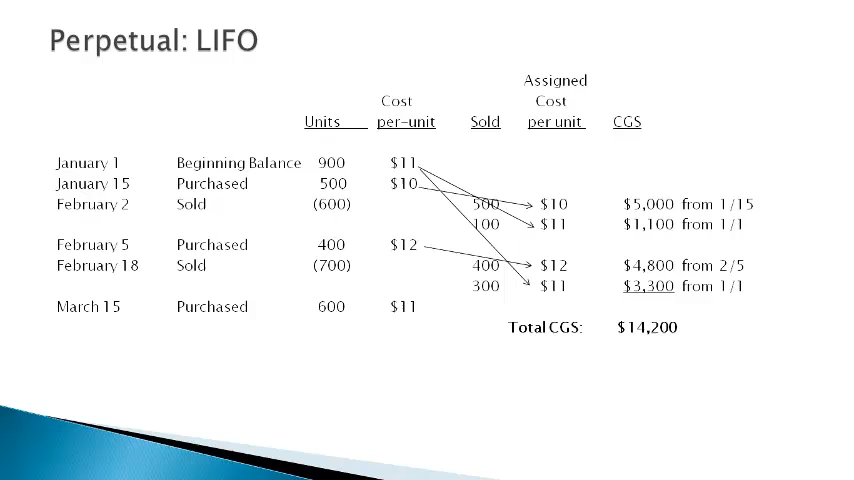 Perpetual: LIFO
Assigned
Cost Cost
Units per-unit Sold per unit CGS
January 1 Beginning Balance 900 $11
January 15 Purchased 500 $10
February 2 Sold (600) 500 $10 $5,000 from 1/15
100 $11 $1,100 from 1/1
February 5 Purchased 400 $12
February 18 Sold (700) 400 $12 $4,800 from 2/5
300 $11 $3,300 from 1/1
March 15 Purchased 600 $11
Total CGS: $14,200